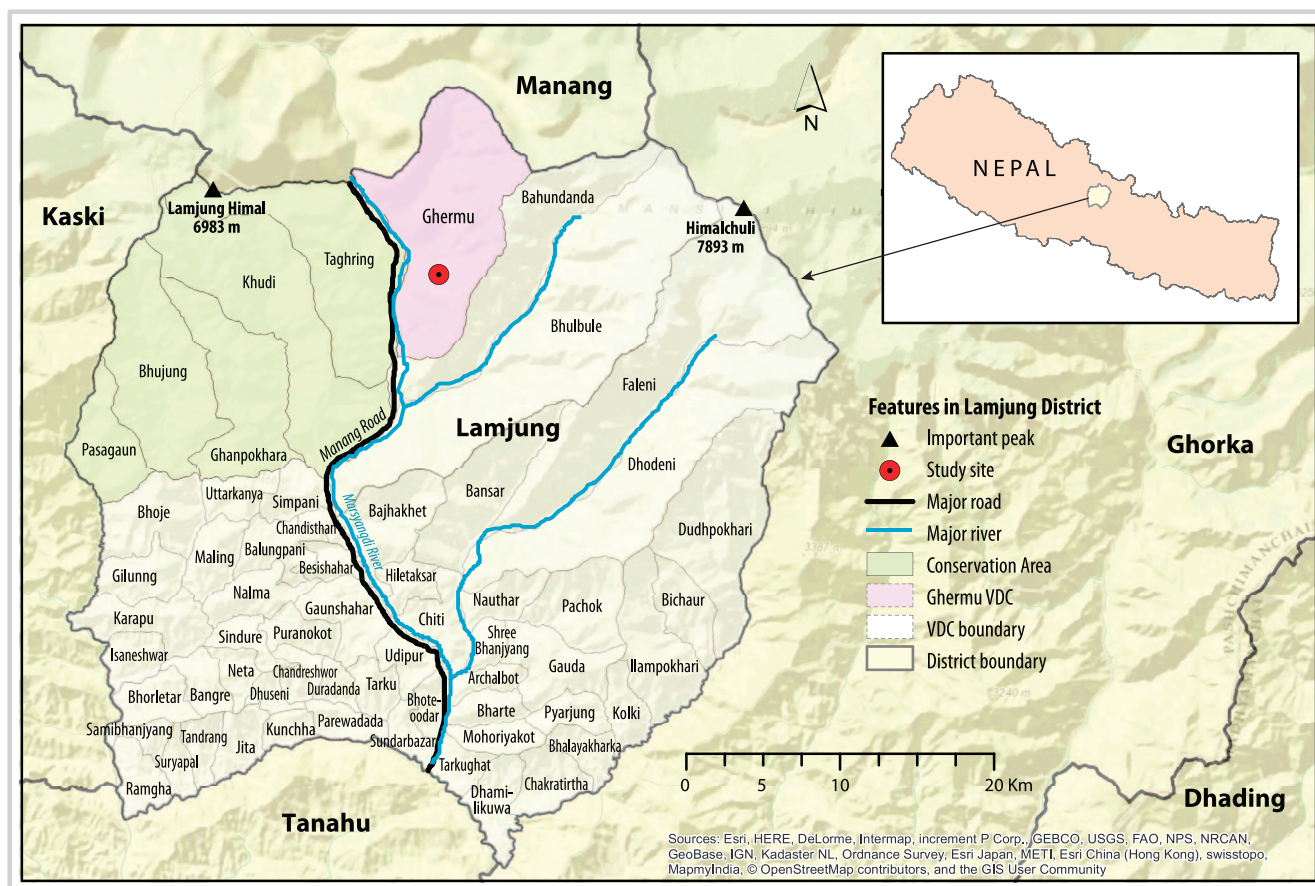 Manang
N
NEPAL
Kaski
Lamjung Himal
6983 m
Ghermu
Bahundanda
Himalchuli
7893 m
Taghring
Khudi
Bhulbule
Bhujung
Faleni
Lamjung
Manang Road
Pasagaun
Ghanpokhara
Dhodeni
Features in Lamjung District
Important peak
Study site
Major road
Major river
Conservation Area
Ghermu VDC
VDC boundary
District boundary
Ghorka
Uttarkanya
Simpani
Bhoje
Chandisthan
Marsyangdi River
Bajhakhet
Bansar
Dudhpokhari
Maling
Balungpani
Besishahar
Hiletaksar
Gilunng
Nalma
Gaunshahar
Chiti
Nauthar
Pachok
Bichaur
Karapu
Sindure
Puranokot
Shree
Bhanjyang
Isaneshwar
Udipur
Neta
Chandreshwor
Archalbot
Gauda
Ilampokhari
Bhorletar
Bangre
Dhuseni
Duradanda
Tarku
Bhote-
oodar
Bharte
Pyarjung
Kolki
Samibhanjyang
Tandrang
Jita
Kunchha
Parewadada
Sundarbazar
Mohoriyakot
Bhalayakharka
Suryapal
Tarkughat
Ramgha
Dhami-
likuwa
Chakratirtha
0 5 10 20 Km
Tanahu
Dhading
3240 m
PASCHIMANCHAL
Sources: Esri, HERE, DeLorme, Intermap, increment P Corp., GEBCO, USGS, FAO, NPS, NRCAN,
GeoBase, IGN, Kadaster NL, Ordnance Survey, Esri Japan, METI, Esri China (Hong Kong), swisstopo,
MapmyIndia, © OpenStreetMap contributors, and the GIS User Community